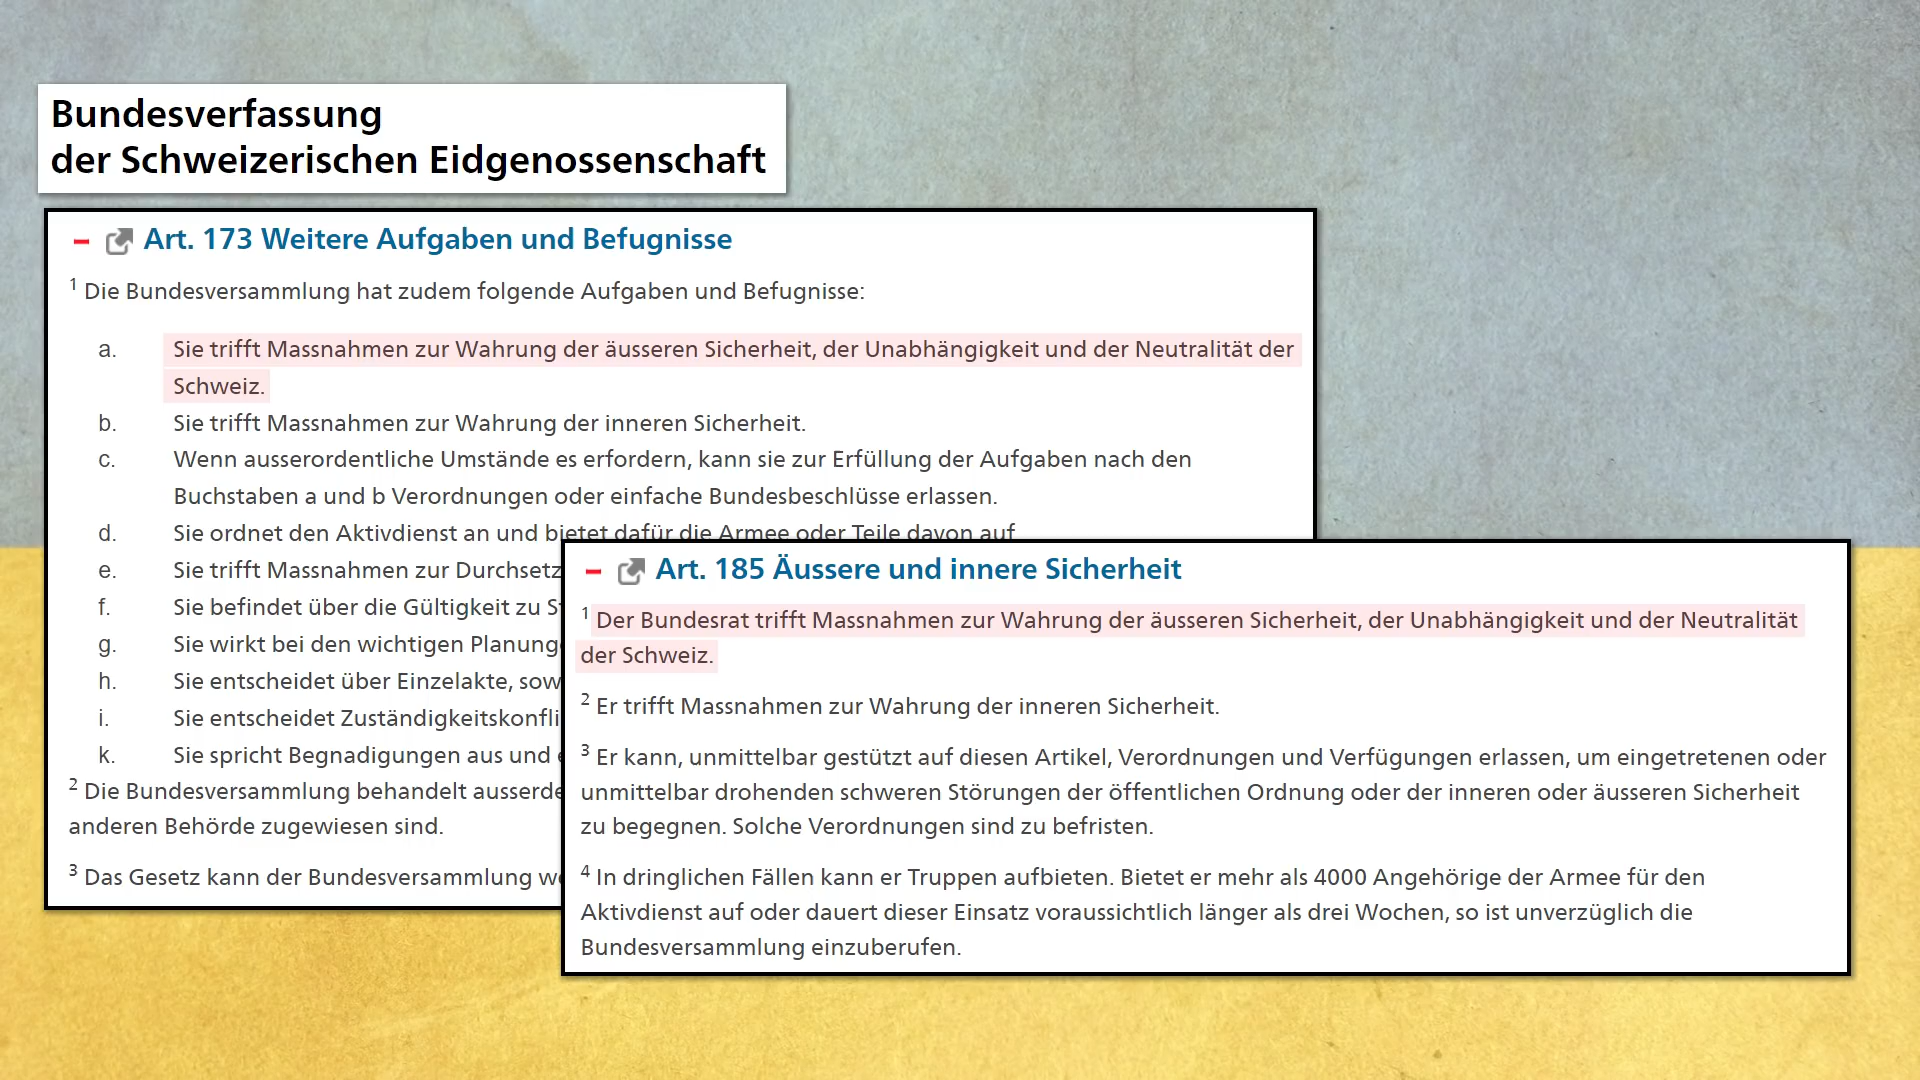 Bundesverfassung
der Schweizerischen Eidgenossenschaft
Art. 173 Weitere Aufgaben und Befugnisse
1 Die Bundesversammlung hat zudem folgende Aufgaben und Befugnisse:
a. Sie trifft Massnahmen zur Wahrung der äusseren Sicherheit, der Unabhängigkeit und der Neutralität der
Schweiz.
b. Sie trifft Massnahmen zur Wahrung der inneren Sicherheit.
c. Wenn ausserordentliche Umstände es erfordern, kann sie zur Erfüllung der Aufgaben nach den
Buchstaben a und b Verordnungen oder einfache Bundesbeschlüsse erlassen.
d. Sie ordnet den Aktivdienst an und bietet dafür die Armee oder Teile davon auf
e. Sie trifft Massnahmen zur
f. Sie befindet über die Gültigkeit zu
g. Sie wirkt bei den wichtigen
h. Sie entscheidet über Einzelakte,
i. Sie entscheidet
k. Sie spricht Begnadigungen aus und
2 Die Bundesversammlung behandelt
anderen Behörde zugewiesen sind.
3 Das Gesetz kann der Bundesversammlung
Art. 185 Äussere und innere Sicherheit
1 Der Bundesrat trifft Massnahmen zur Wahrung der äusseren Sicherheit, der Unabhängigkeit und der Neutralität
der Schweiz.
2 Er trifft Massnahmen zur Wahrung der inneren Sicherheit.
3 Er kann, unmittelbar gestützt auf diesen Artikel, Verordnungen und Verfügungen erlassen, um eingetretenen oder
unmittelbar drohenden schweren Störungen der öffentlichen Ordnung oder der inneren oder äusseren Sicherheit
zu begegnen. Solche Verordnungen sind zu befristen.
4 In dringlichen Fällen kann er Truppen aufbieten. Bietet er mehr als 4000 Angehörige der Armee für den
Aktivdienst auf oder dauert dieser Einsatz voraussichtlich länger als drei Wochen, so ist unverzüglich die
Bundesversammlung einzuberufen.